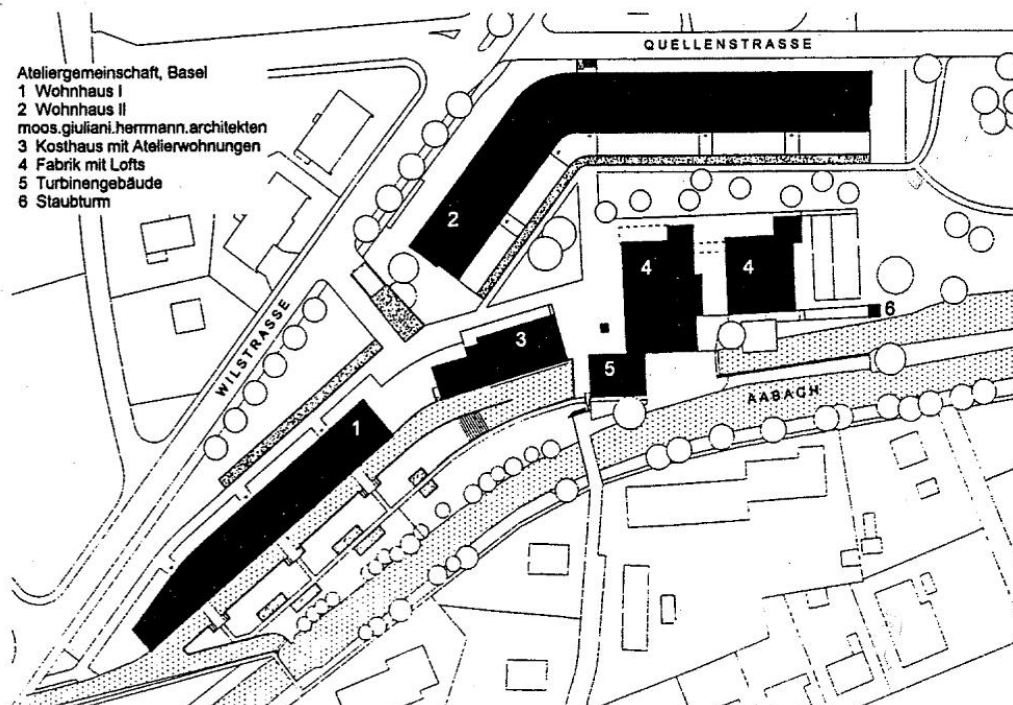 QUELLENSTRASSE
Ateliergemeinschaft, Basel
1 Wohnhaus I
2 Wohnhaus II
moos.giuliani.herrmann.architekten
3 Kosthaus mit Atelierwohnungen
4 Fabrik mit Lofts
5 Turbinengebäude
6 Staubturm
2
4
4
6
WILSTRASSE
3
5
AABACH
1